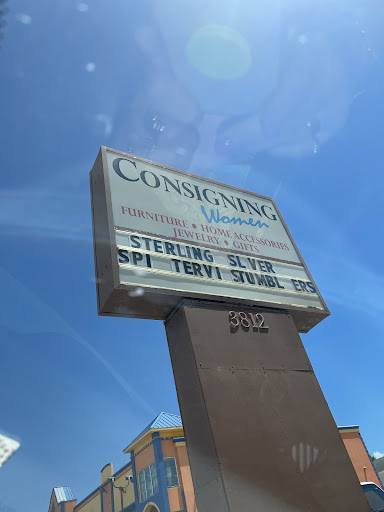 CONSIGNING
Women
FURNITURE • HOME ACCESSORIES
JEWELRY • GIFTS
STERLING SLVER
SPI TERVI STUMBL ERS
3812